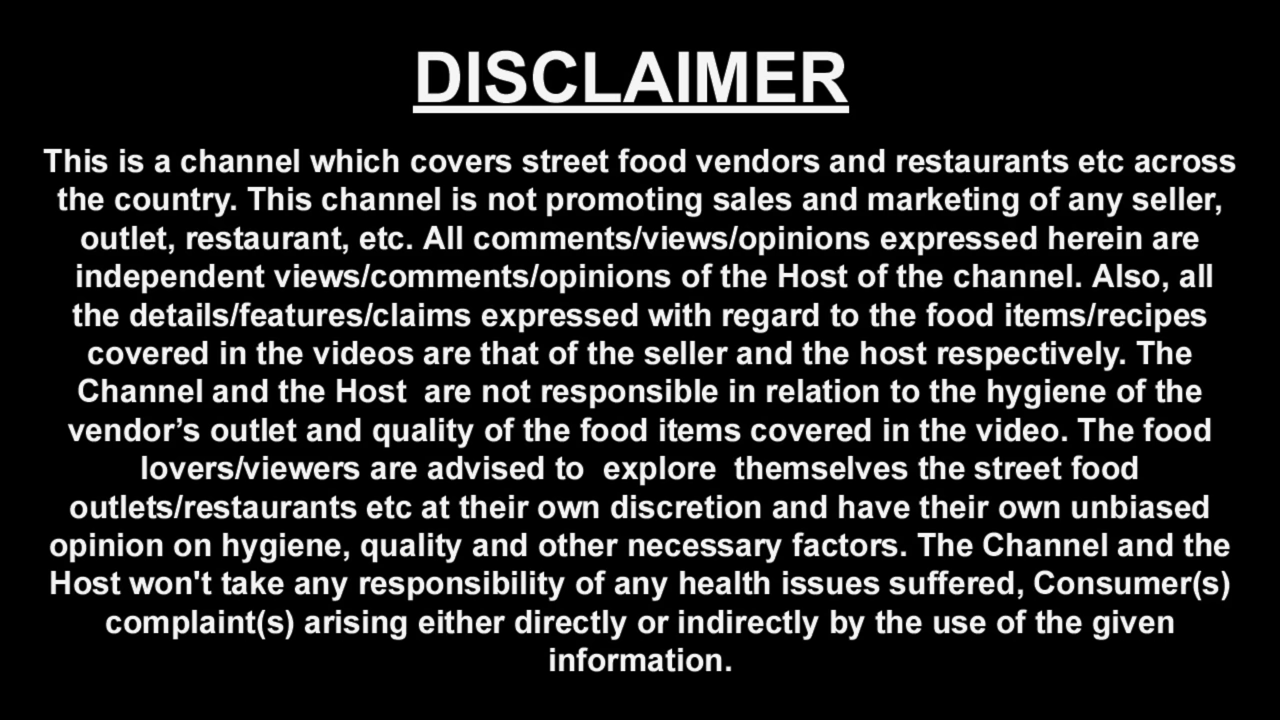 DISCLAIMER
This is a channel which covers street food vendors and restaurants etc across
the country. This channel is not promoting sales and marketing of any seller,
outlet, restaurant, etc. All comments/views/opinions expressed herein are
independent views/comments/opinions of the Host of the channel. Also, all
the details/features/claims expressed with regard to the food items/recipes
covered in the videos are that of the seller and the host respectively. The
Channel and the Host  are not responsible in relation to the hygiene of the
vendor’s outlet and quality of the food items covered in the video. The food
lovers/viewers are advised to  explore  themselves the street food
outlets/restaurants etc at their own discretion and have their own unbiased
opinion on hygiene, quality and other necessary factors. The Channel and the
Host won't take any responsibility of any health issues suffered, Consumer(s)
complaint(s) arising either directly or indirectly by the use of the given
information.